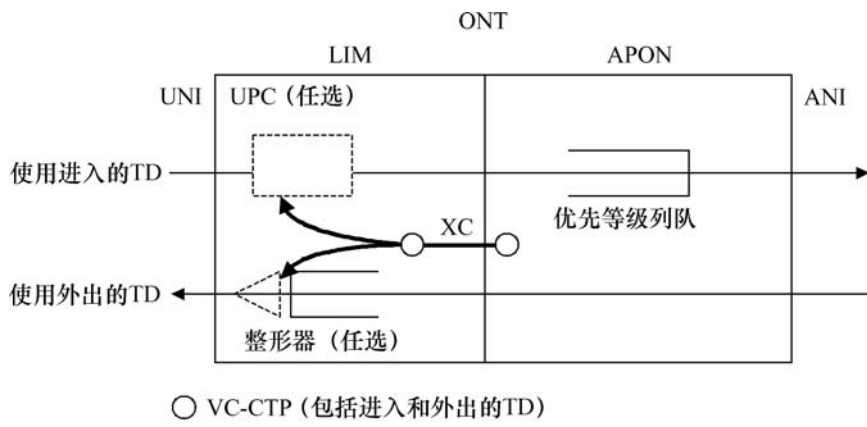 ONT
LIM
APON
UNI
UPC (任选)
ANI
使用进入的TD
优先等级列队
XC
使用外出的TD
整形器（任选）
VC-CTP (包括进入和外出的TD)